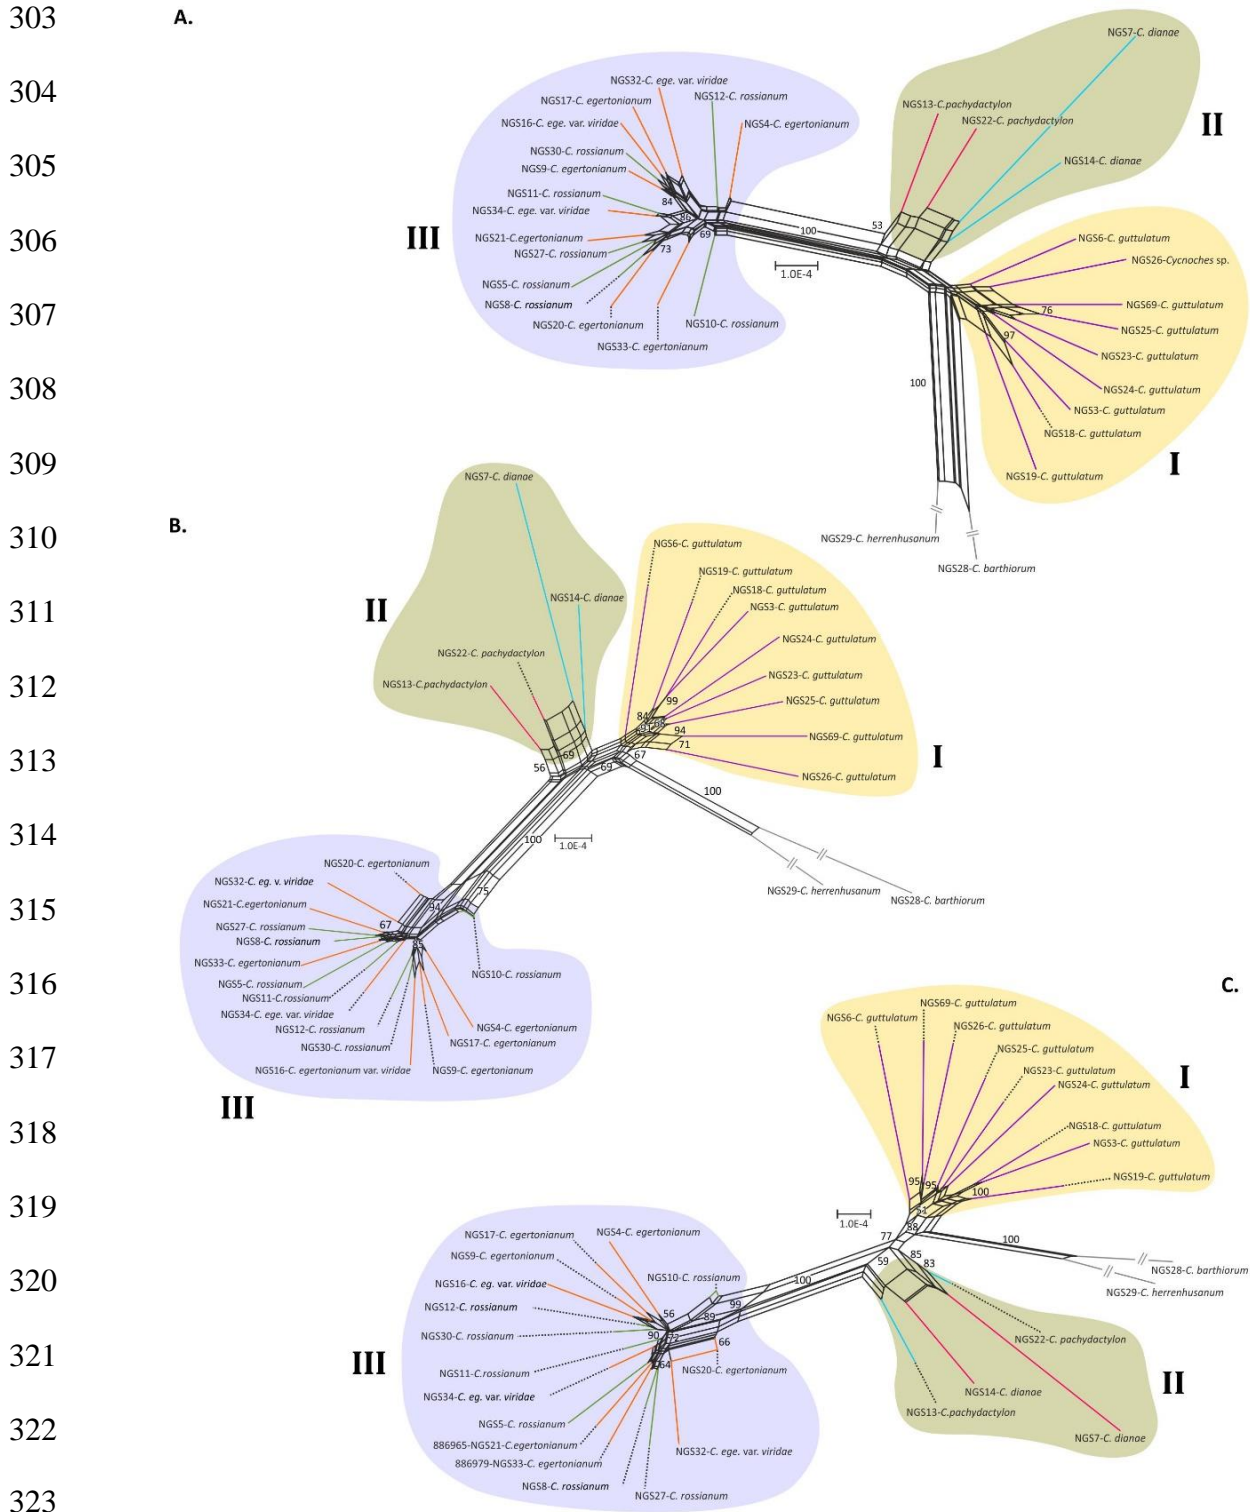 303
304
305
306
307
308
309
310
311
312
313
314
315
316
317
318
319
320
321
322
323
A.
NGS7-C. dianae
NGS13-C.pachydactylon
NGS22-C. pachydactylon
NGS14-C. dianae
II
53
NGS32-C. ege. var. viridae
NGS17-C. egertonianum
NGS12-C. rossianum
NGS16-C. ege. var. viridae
NGS4-C. egertonianum
NGS30-C. rossianum
NGS9-C. egertonianum
NGS11-C. rossianum
NGS34-C. ege. var. viridae
NGS21-C.egertonianum
NGS27-C. rossianum
NGS5-C. rossianum
NGS8-C. rossianum
NGS20-C. egertonianum
NGS33-C. egertonianum
NGS10-C. rossianum
III
84
86
69
73
100
1.0E-4
NGS6-C. guttulatum
NGS26-Cycnoches sp.
NGS69-C. guttulatum
76
NGS25-C. guttulatum
97
NGS23-C. guttulatum
NGS24-C. guttulatum
NGS3-C. guttulatum
NGS18-C. guttulatum
NGS19-C. guttulatum
I
100
NGS29-C. herrenhusanum
NGS28-C. barthiorum
B.
NGS7-C. dianae
NGS14-C. dianae
NGS22-C. pachydactylon
NGS13-C.pachydactylon
II
69
56
NGS6-C. guttulatum
NGS19-C. guttulatum
NGS18-C. guttulatum
NGS3-C. guttulatum
NGS24-C. guttulatum
NGS23-C. guttulatum
NGS25-C. guttulatum
NGS69-C. guttulatum
NGS26-C. guttulatum
I
99
84
94
71
67
69
100
NGS29-C. herrenhusanum
NGS28-C. barthiorum
100
1.0E-4
75
94
67
85
NGS20-C. egertonianum
NGS32-C. eg. v. viridae
NGS21-C.egertonianum
NGS27-C. rossianum
NGS8-C. rossianum
NGS33-C. egertonianum
NGS5-C. rossianum
NGS11-C.rossianum
NGS34-C. ege. var. viridae
NGS12-C. rossianum
NGS30-C. rossianum
NGS16-C. egertonianum var. viridae
NGS10-C. rossianum
NGS4-C. egertonianum
NGS17-C. egertonianum
NGS9-C. egertonianum
III
C.
NGS69-C. guttulatum
NGS6-C. guttulatum
NGS26-C. guttulatum
NGS25-C. guttulatum
NGS23-C. guttulatum
NGS24-C. guttulatum
NGS18-C. guttulatum
NGS3-C. guttulatum
NGS19-C. guttulatum
I
95
95
100
51
88
77
1.0E-4
100
NGS28-C. barthiorum
NGS29-C. herrenhusanum
59
85
83
NGS22-C. pachydactylon
NGS14-C. dianae
NGS13-C.pachydactylon
NGS7-C. dianae
II
100
NGS17-C. egertonianum
NGS4-C. egertonianum
NGS9-C. egertonianum
NGS10-C. rossianum
NGS16-C. eg. var. viridae
NGS12-C. rossianum
NGS30-C. rossianum
NGS11-C.rossianum
NGS34-C. eg. var. viridae
NGS5-C. rossianum
886965-NGS21-C.egertonianum
886979-NGS33-C. egertonianum
NGS8-C. rossianum
NGS27-C. rossianum
NGS20-C. egertonianum
NGS32-C. ege. var. viridae
56
99
89
90
72
66
64
III